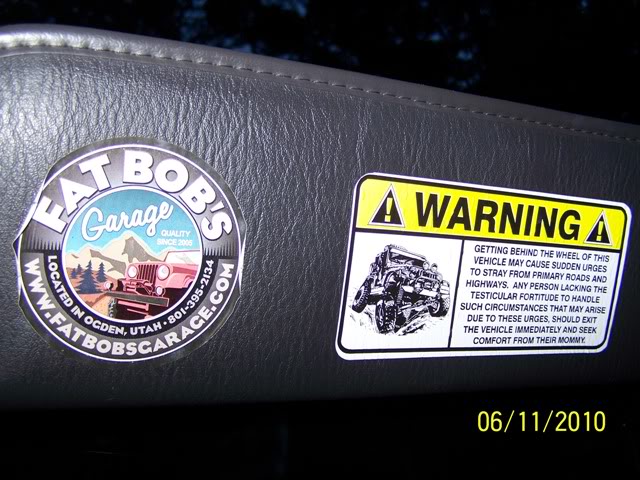 FAT BOB'S
Garage
QUALITY
SINCE 2005
LOCATED IN OGDEN, UTAH • 801-395-2134
WWW.FATBOBSGARAGE.COM
WARNING
GETTING BEHIND THE WHEEL OF THIS
VEHICLE MAY CAUSE SUDDEN URGES
TO STRAY FROM PRIMARY ROADS AND
HIGHWAYS. ANY PERSON LACKING THE
TESTICULAR FORTITUDE TO HANDLE
SUCH CIRCUMSTANCES THAT MAY ARISE
DUE TO THESE URGES, SHOULD EXIT
THE VEHICLE IMMEDIATELY AND SEEK
COMFORT FROM THEIR MOMMY.
06/11/2010